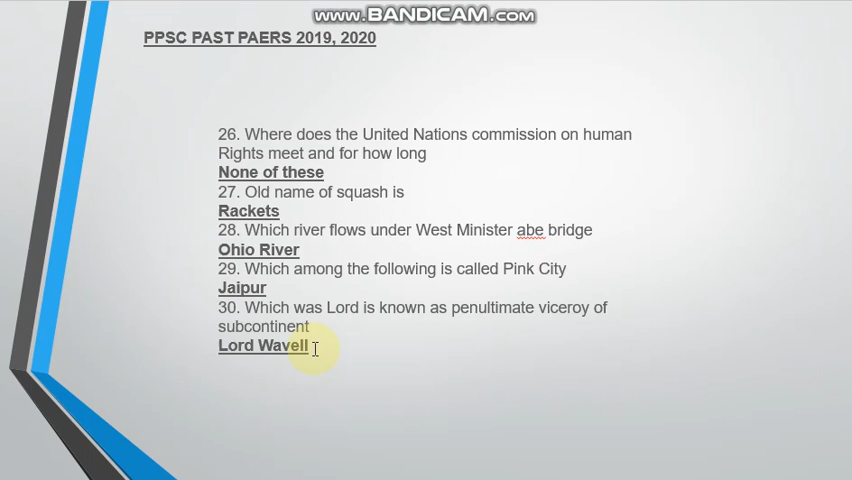 www.BANDICAM.com
PPSC PAST PAERS 2019, 2020
26. Where does the United Nations commission on human
Rights meet and for how long
None of these
27. Old name of squash is
Rackets
28. Which river flows under West Minister abe bridge
Ohio River
29. Which among the following is called Pink City
Jaipur
30. Which was Lord is known as penultimate viceroy of
subcontinent
Lord Wavell